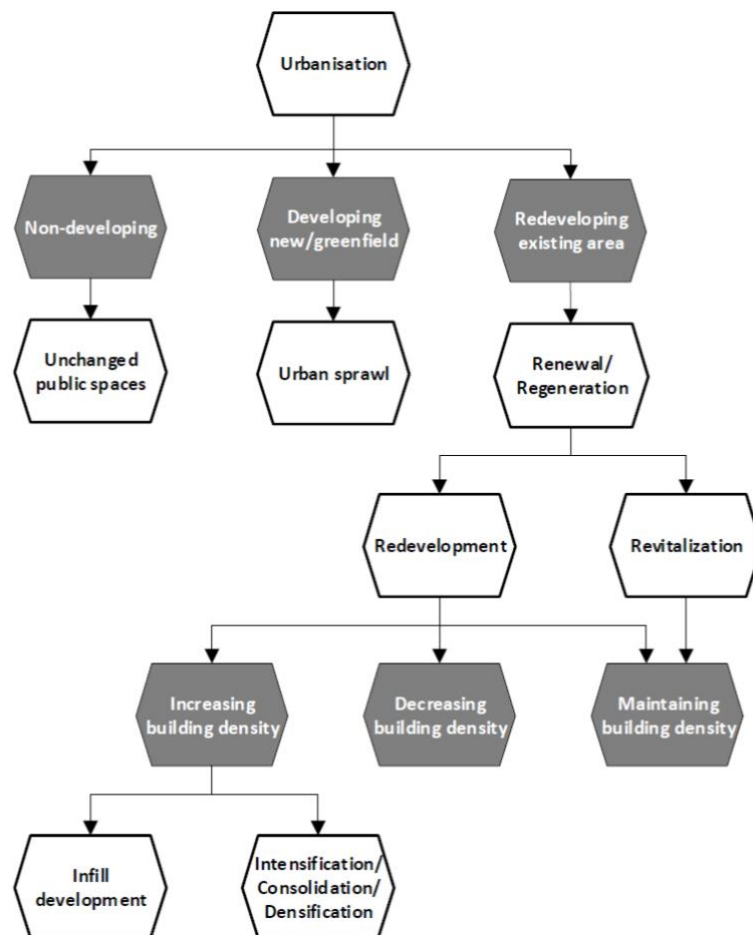 Urbanisation
Non-developing
Developing
new/greenfield
Redeveloping
existing area
Unchanged
public spaces
Urban sprawl
Renewal/
Regeneration
Redevelopment
Revitalization
Increasing
building density
Decreasing
building density
Maintaining
building density
Infill
development
Intensification/
Consolidation/
Densification